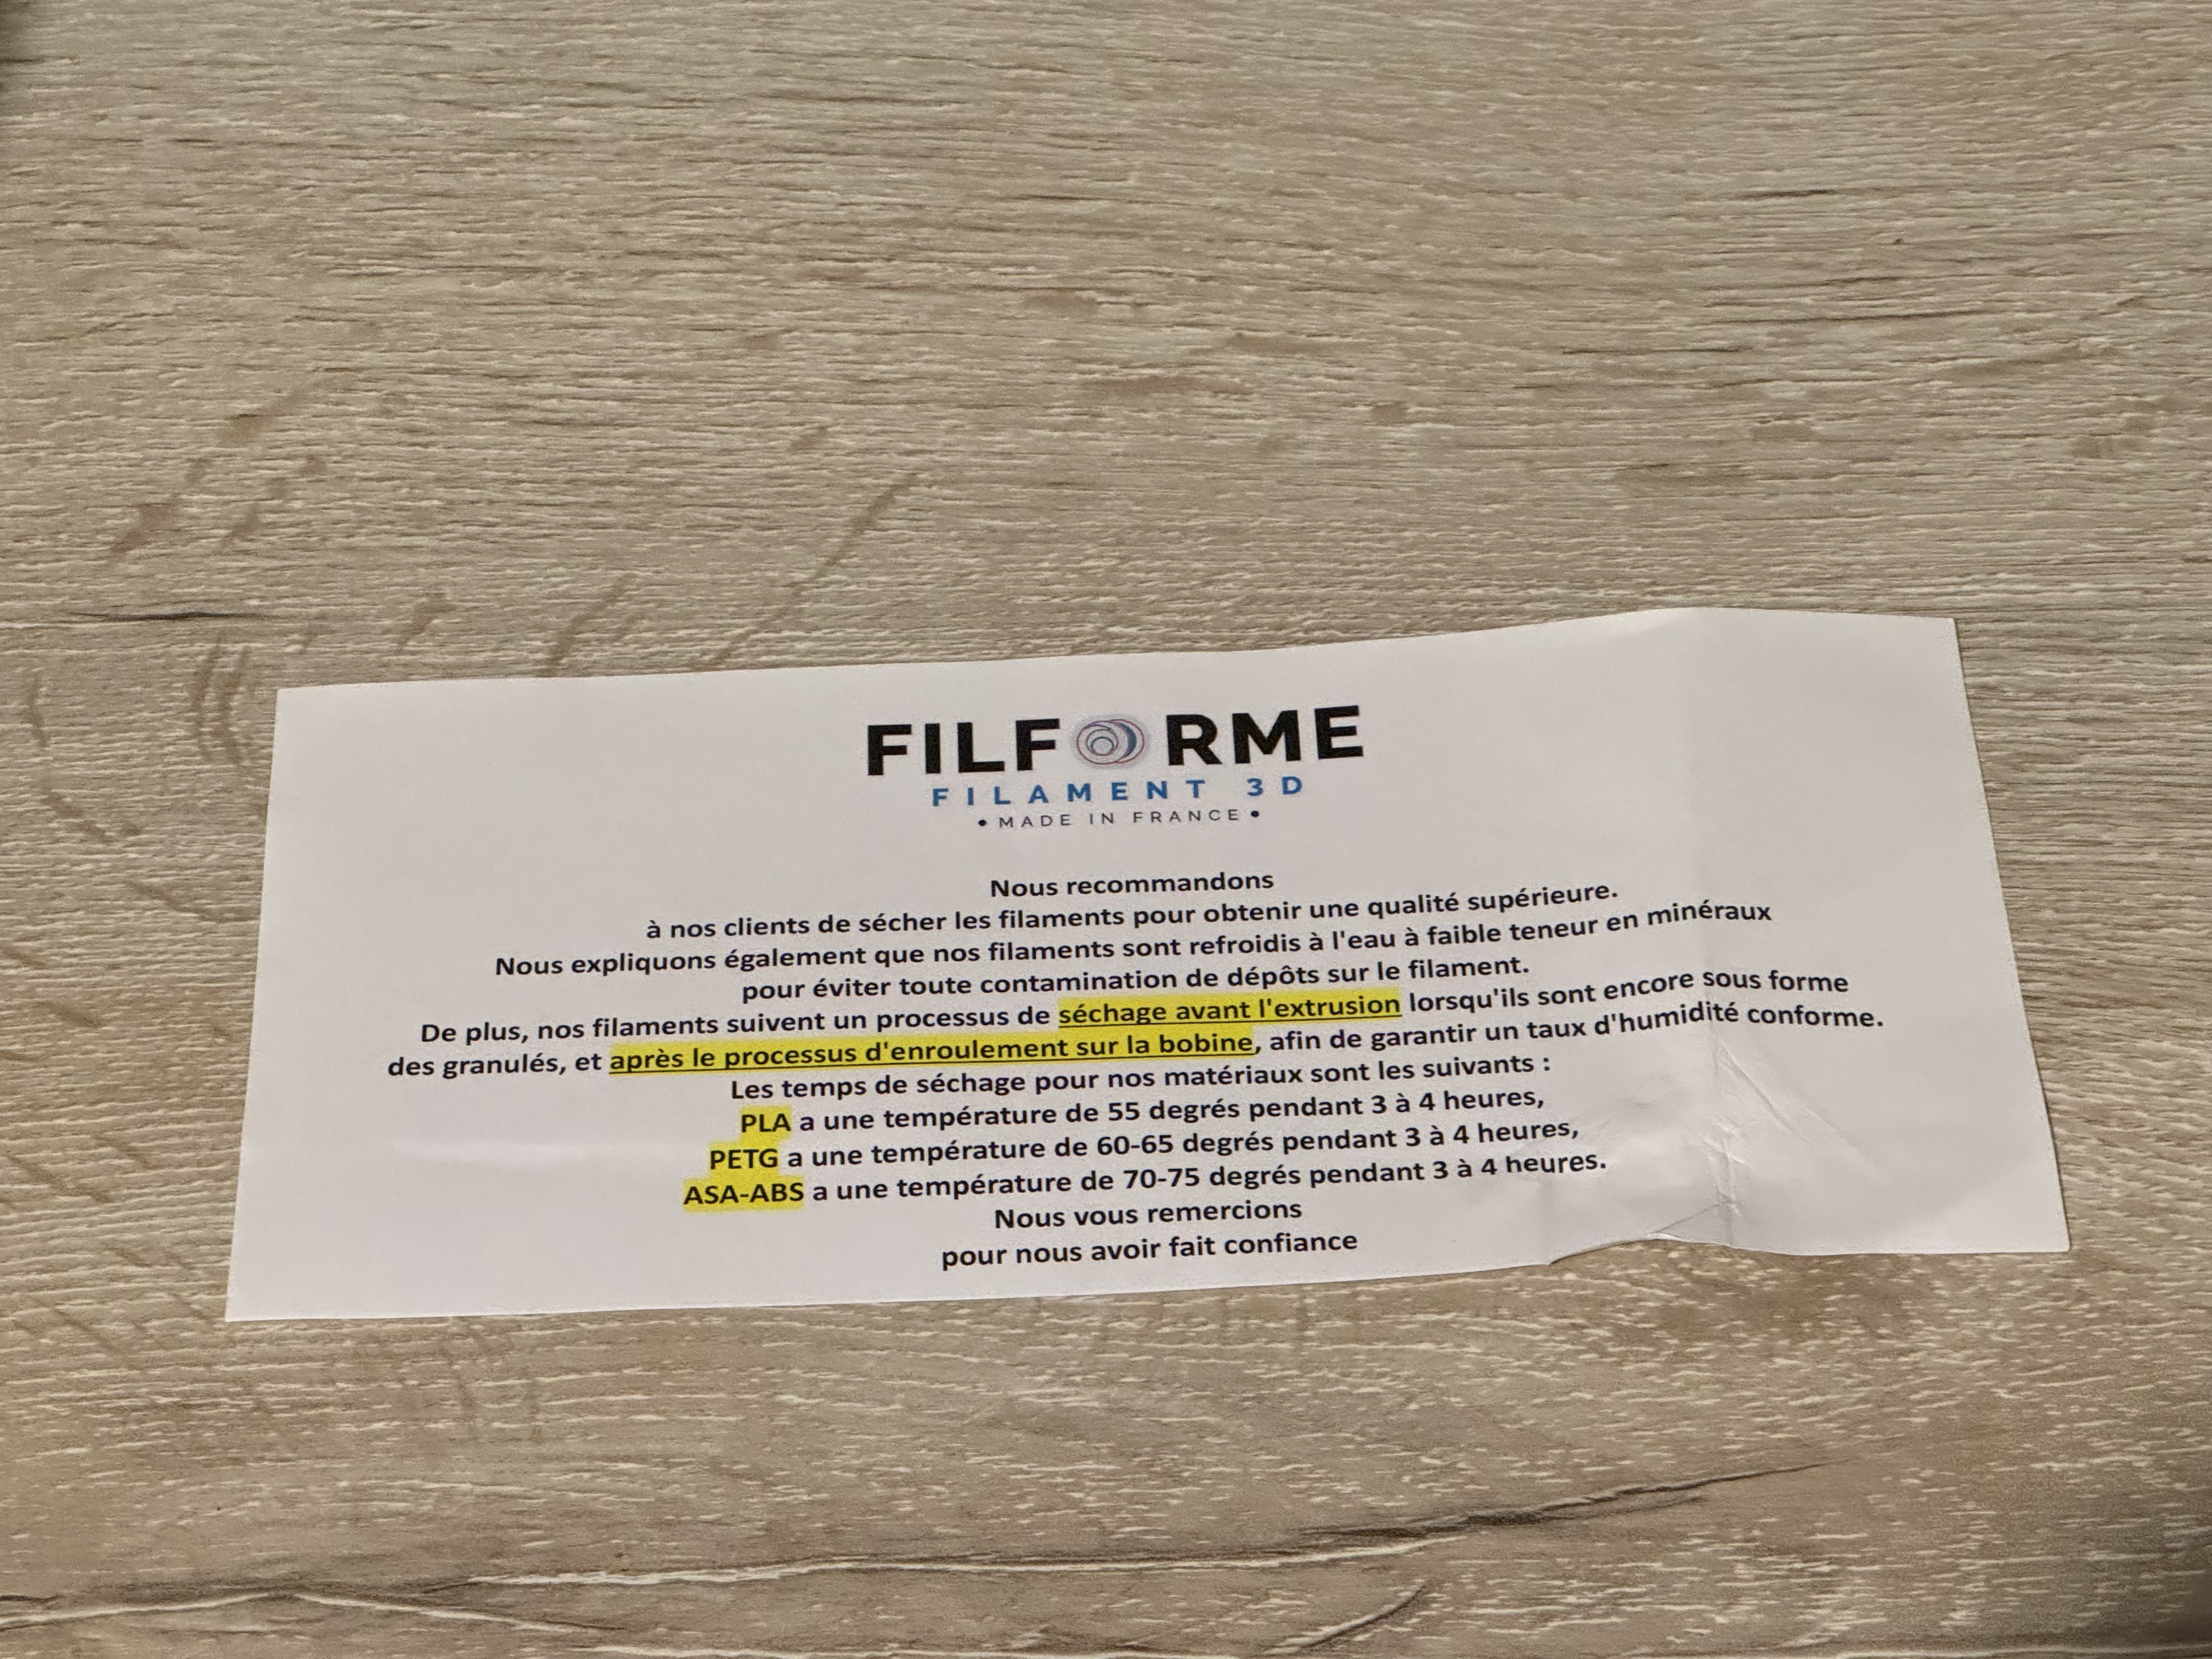 FILFORME
FILAMENT 3D
• MADE IN FRANCE •
Nous recommandons
à nos clients de sécher les filaments pour obtenir une qualité supérieure.
Nous expliquons également que nos filaments sont refroidis à l'eau à faible teneur en minéraux
pour éviter toute contamination de dépôts sur le filament.
De plus, nos filaments suivent un processus de séchage avant l'extrusion lorsqu'ils sont encore sous forme
des granulés, et après le processus d'enroulement sur la bobine, afin de garantir un taux d'humidité conforme.
Les temps de séchage pour nos matériaux sont les suivants :
PLA a une température de 55 degrés pendant 3 à 4 heures,
PETG a une température de 60-65 degrés pendant 3 à 4 heures,
ASA-ABS a une température de 70-75 degrés pendant 3 à 4 heures.
Nous vous remercions
pour nous avoir fait confiance